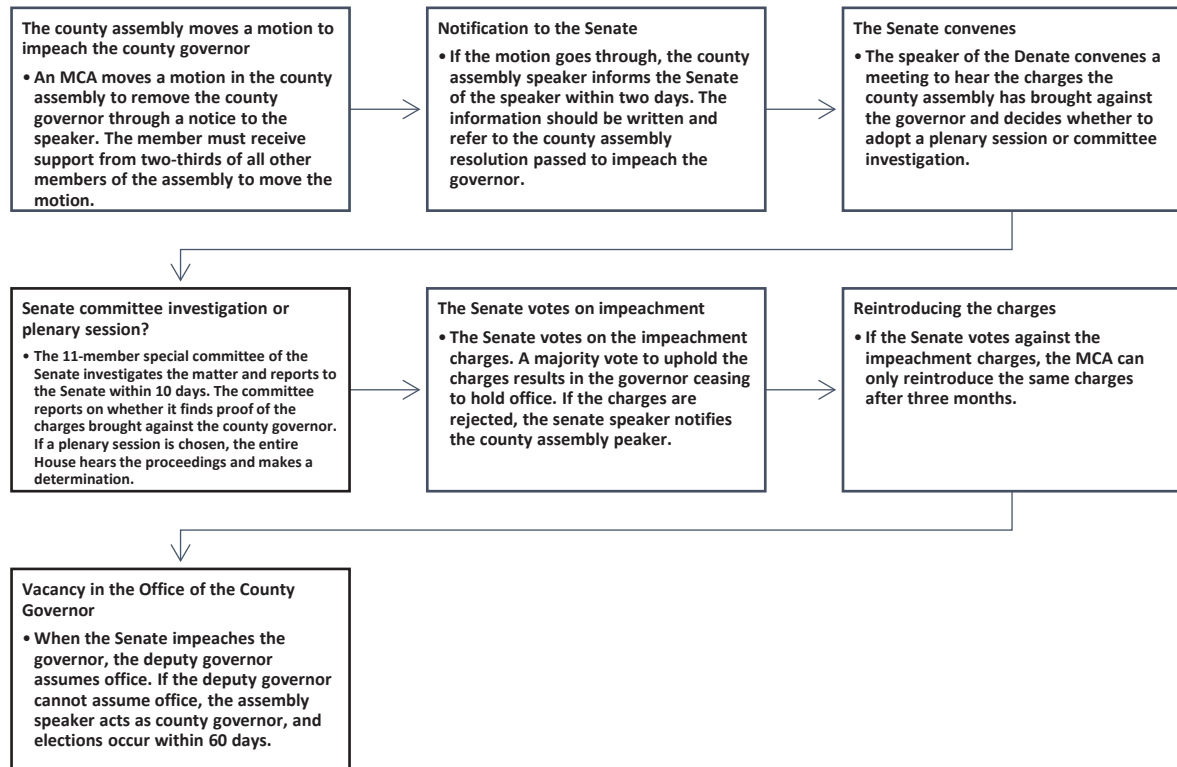 The county assembly moves a motion to
impeach the county governor
• An MCA moves a motion in the county
assembly to remove the county
governor through a notice to the
speaker. The member must receive
support from two-thirds of all other
members of the assembly to move the
motion.
Notification to the Senate
• If the motion goes through, the county
assembly speaker informs the Senate
of the speaker within two days. The
information should be written and
refer to the county assembly
resolution passed to impeach the
governor.
The Senate convenes
• The speaker of the Denate convenes a
meeting to hear the charges the
county assembly has brought against
the governor and decides whether to
adopt a plenary session or committee
investigation.
Senate committee investigation or
plenary session?
• The 11-member special committee of the
Senate investigates the matter and reports
to the Senate within 10 days. The committee
reports on whether it finds proof of the
charges brought against the county governor.
If a plenary session is chosen, the entire
House hears the proceedings and makes a
determination.
The Senate votes on impeachment
• The Senate votes on the impeachment
charges. A majority vote to uphold the
charges results in the governor ceasing
to hold office. If the charges are
rejected, the senate speaker notifies
the county assembly peaker.
Reintroducing the charges
• If the Senate votes against the
impeachment charges, the MCA can
only reintroduce the same charges
after three months.
Vacancy in the Office of the County
Governor
• When the Senate impeaches the
governor, the deputy governor
assumes office. If the deputy governor
cannot assume office, the assembly
speaker acts as county governor, and
elections occur within 60 days.